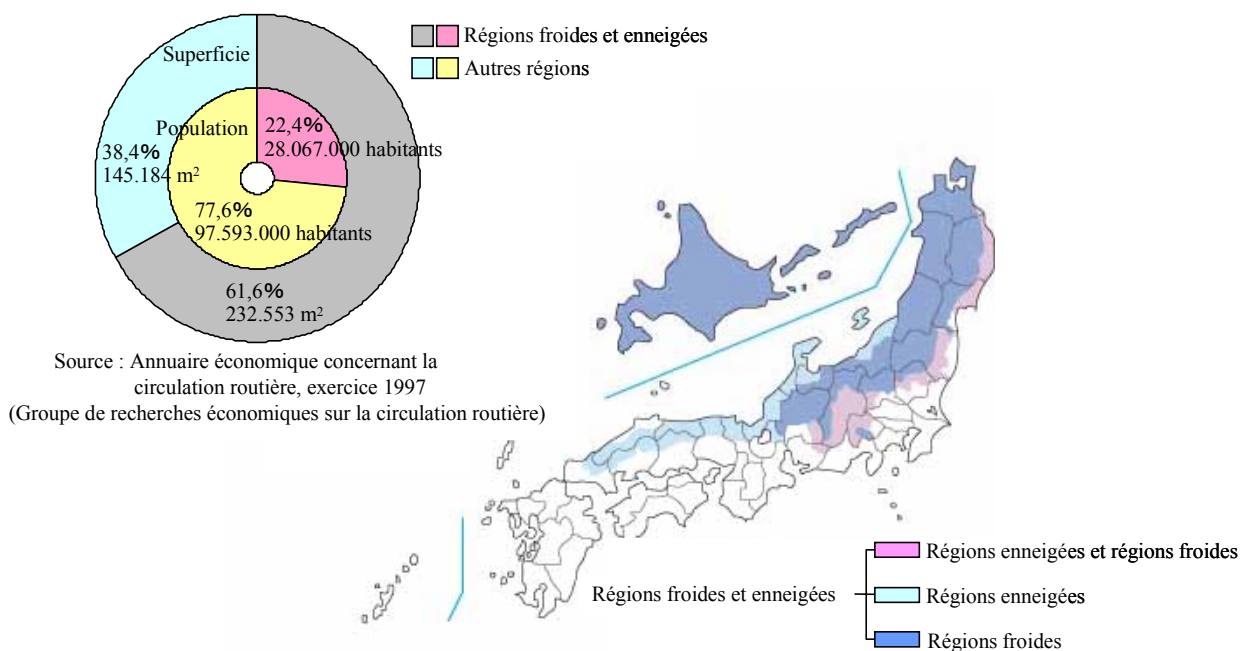 Superficie
Régions froides et enneigées
Autres régions
Population
22,4%
28.067.000 habitants
38,4%
145.184 m²
77,6%
97.593.000 habitants
61,6%
232.553 m²
Source : Annuaire économique concernant la
circulation routière, exercice 1997
(Groupe de recherches économiques sur la circulation routière)
Régions froides et enneigées
Régions enneigées et régions froides
Régions enneigées
Régions froides